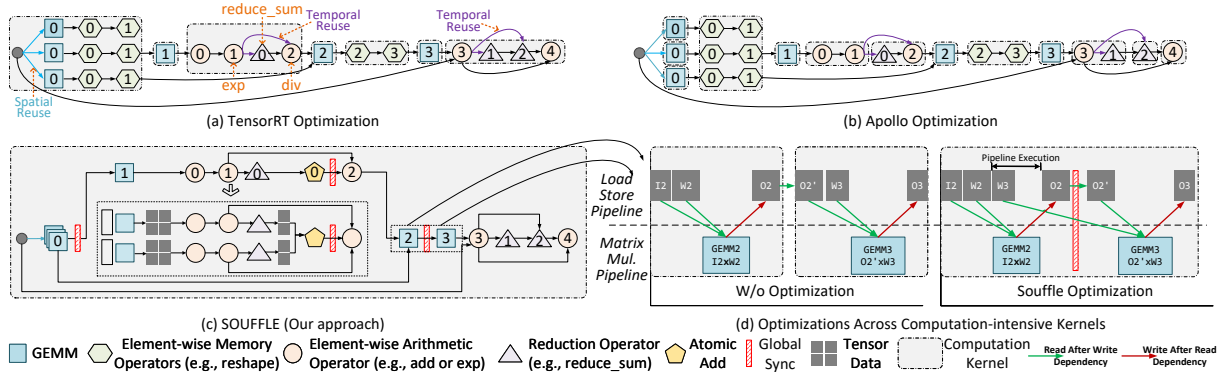 reduce_sum
Temporal
Reuse
Temporal
Reuse
0 0 1
0 0 1
0 0 1
1
0 1 0 2
2
2 3
3
3 1 2 4
exp
div
Spatial
Reuse
(a) TensorRT Optimization
0 0 1
0 0 1
0 0 1
1
0 1 0 2
2
2 3
3
3 1 2 4
(b) Apollo Optimization
1 0 1 0 0 2
0
2 3 3 1 2 4
(c) SOUFFLE (Our approach)
Load
Store
Pipeline
Matrix
Mul.
Pipeline
I2 W2 O2 O2' W3 O3
GEMM2
I2xW2
GEMM3
O2'xW3
W/o Optimization
Pipeline Execution
I2 W2 W3 O2 O2' O3
GEMM2
I2xW2
GEMM3
O2'xW3
Souffle Optimization
(d) Optimizations Across Computation-intensive Kernels
GEMM
Element-wise Memory
Operators (e.g., reshape)
Element-wise Arithmetic
Operator (e.g., add or exp)
Reduction Operator
(e.g., reduce_sum)
Atomic
Add
Global
Sync
Tensor
Data
Computation
Kernel
Read After Write
Dependency
Write After Read
Dependency